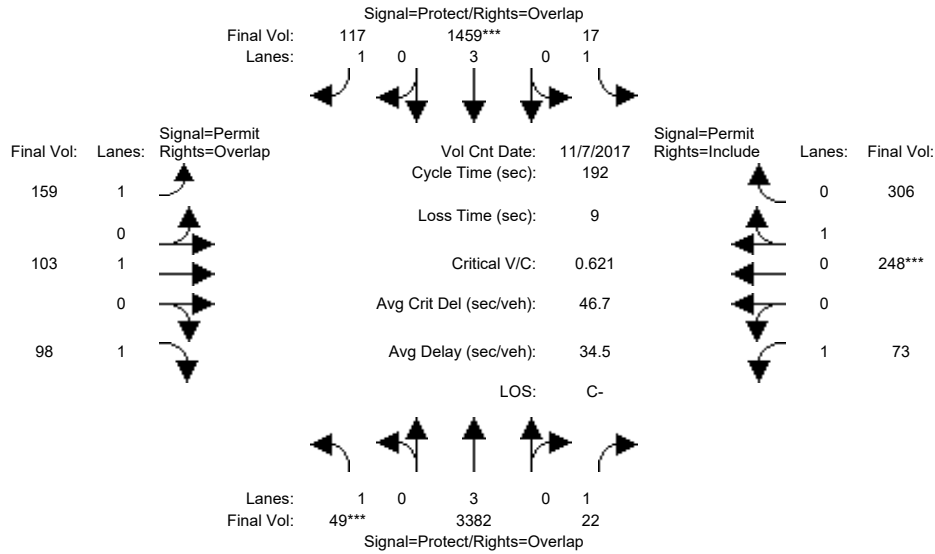 Signal=Protect/Rights=Overlap
Final Vol: 117 1459*** 17
Lanes: 1 0 3 0 1
Signal=Permit Signal=Permit
Final Vol: Lanes: Rights=Overlap Vol Cnt Date: 11/7/2017 Rights=Include Lanes: Final Vol:
Cycle Time (sec): 192
159 1 0 306
Loss Time (sec): 9
0 1
103 1 Critical V/C: 0.621 0 248***
0 Avg Crit Del (sec/veh): 46.7 0
98 1 Avg Delay (sec/veh): 34.5 1 73
LOS: C-
Lanes: 1 0 3 0 1
Final Vol: 49*** 3382 22
Signal=Protect/Rights=Overlap